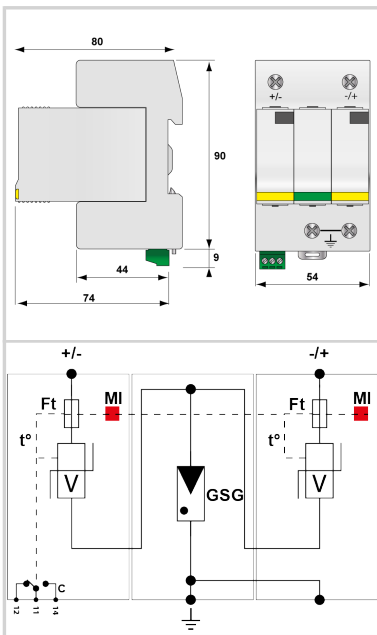 80
+/-
-/+
90
9
44
74
54
+/-
-/+
Ft
MI
Ft
MI
t°
t°
V
GSG
V
C
12
11
14